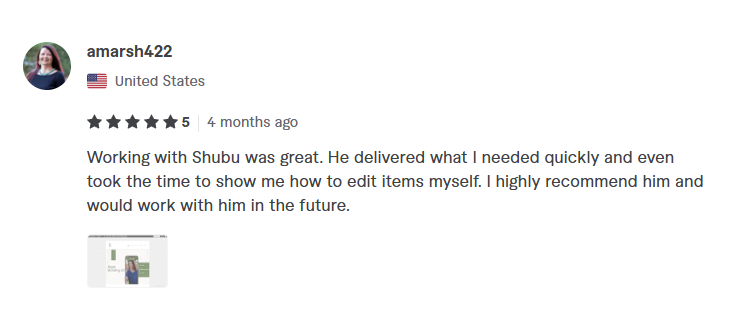 amarsh422
United States
5 4 months ago
Working with Shubu was great. He delivered what I needed quickly and even
took the time to show me how to edit items myself. I highly recommend him and
would work with him in the future.